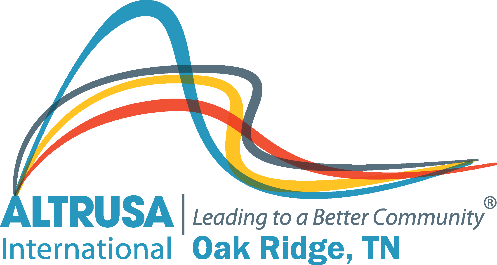 ALTRUSA | Leading to a Better Community®
International Oak Ridge, TN